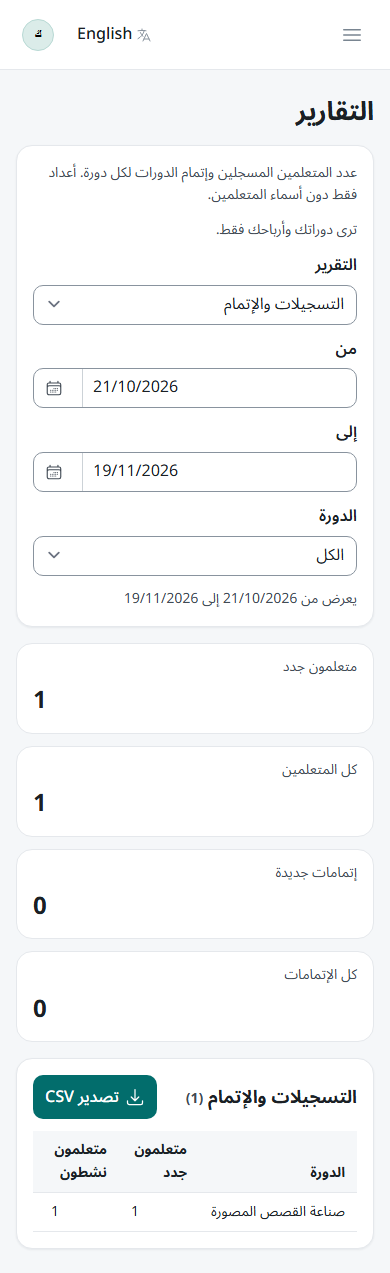 English
ك
التقارير
عدد المتعلمين المسجلين وإتمام الدورات لكل دورة. أعداد
فقط دون أسماء المتعلمين.
ترى دوراتك وأرباحك فقط.
التقرير
التسجيلات والإتمام
من
21/10/2026
إلى
19/11/2026
الدورة
الكل
يعرض من 21/10/2026 إلى 19/11/2026
متعلمون جدد
1
كل المتعلمين
1
إتمامات جديدة
0
كل الإتمامات
0
التسجيلات والإتمام (1)
تصدير CSV
الدورة متعلمون جدد متعلمون نشطون
صناعة القصص المصورة 1 1